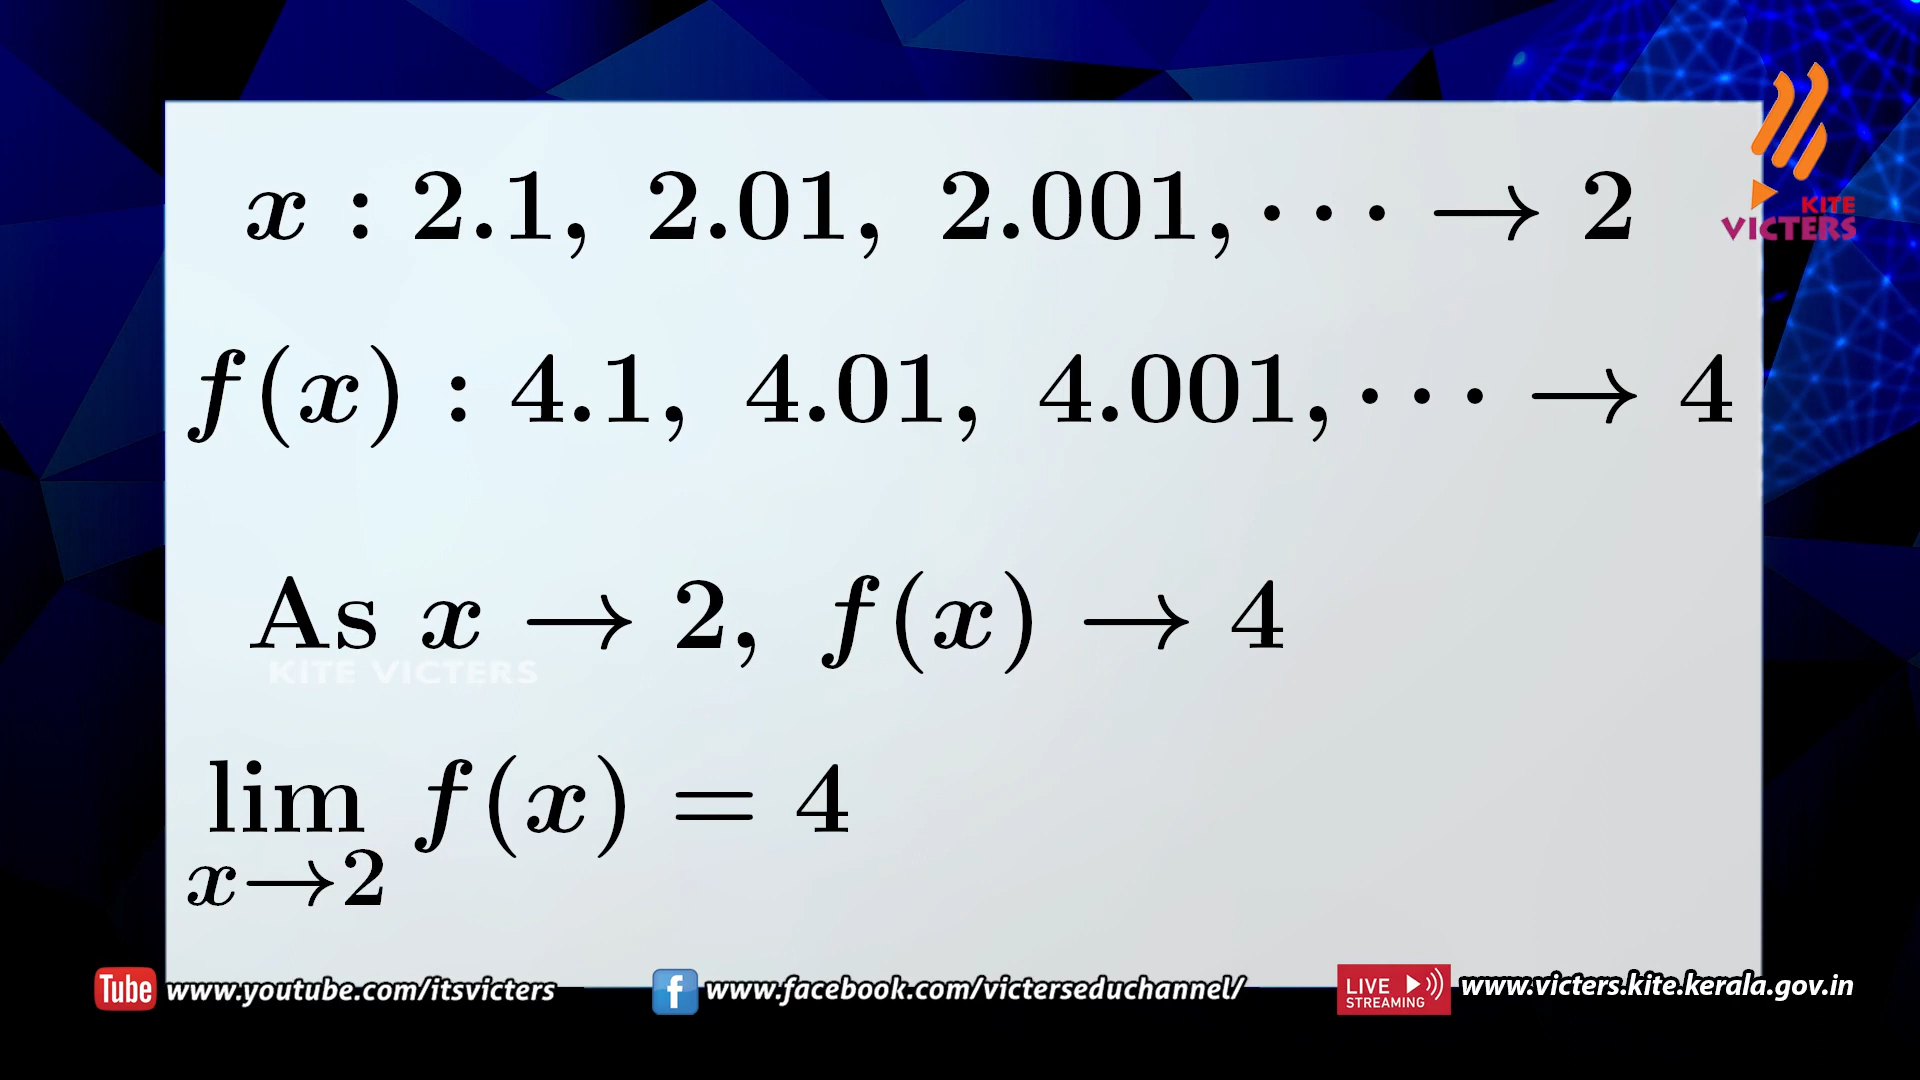 x : 2.1, 2.01, 2.001, · · · → 2
KITE
VICTERS
f(x) : 4.1, 4.01, 4.001, · · · → 4
As x → 2, f(x) → 4
KITE VICTERS
lim f(x) = 4
x→2
Tube www.youtube.com/itsvicters
f www.facebook.com/victerseduchannel/
LIVE STREAMING www.victers.kite.kerala.gov.in